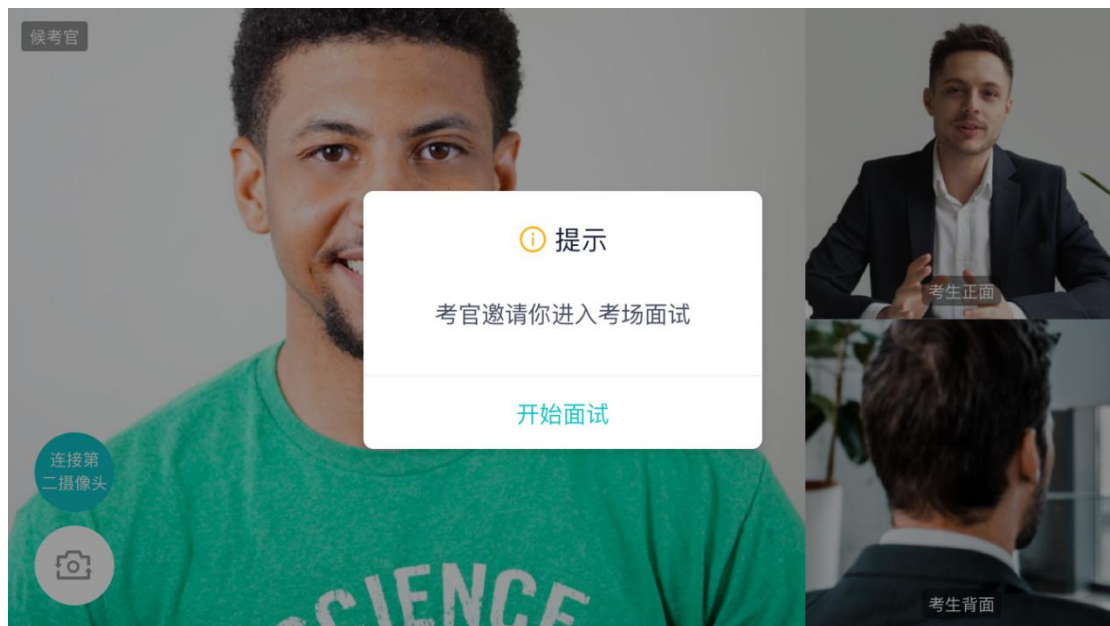 候考官
提示
考官邀请你进入考场面试
开始面试
连接第
二摄像头
考生正面
考生背面
SCIENCE